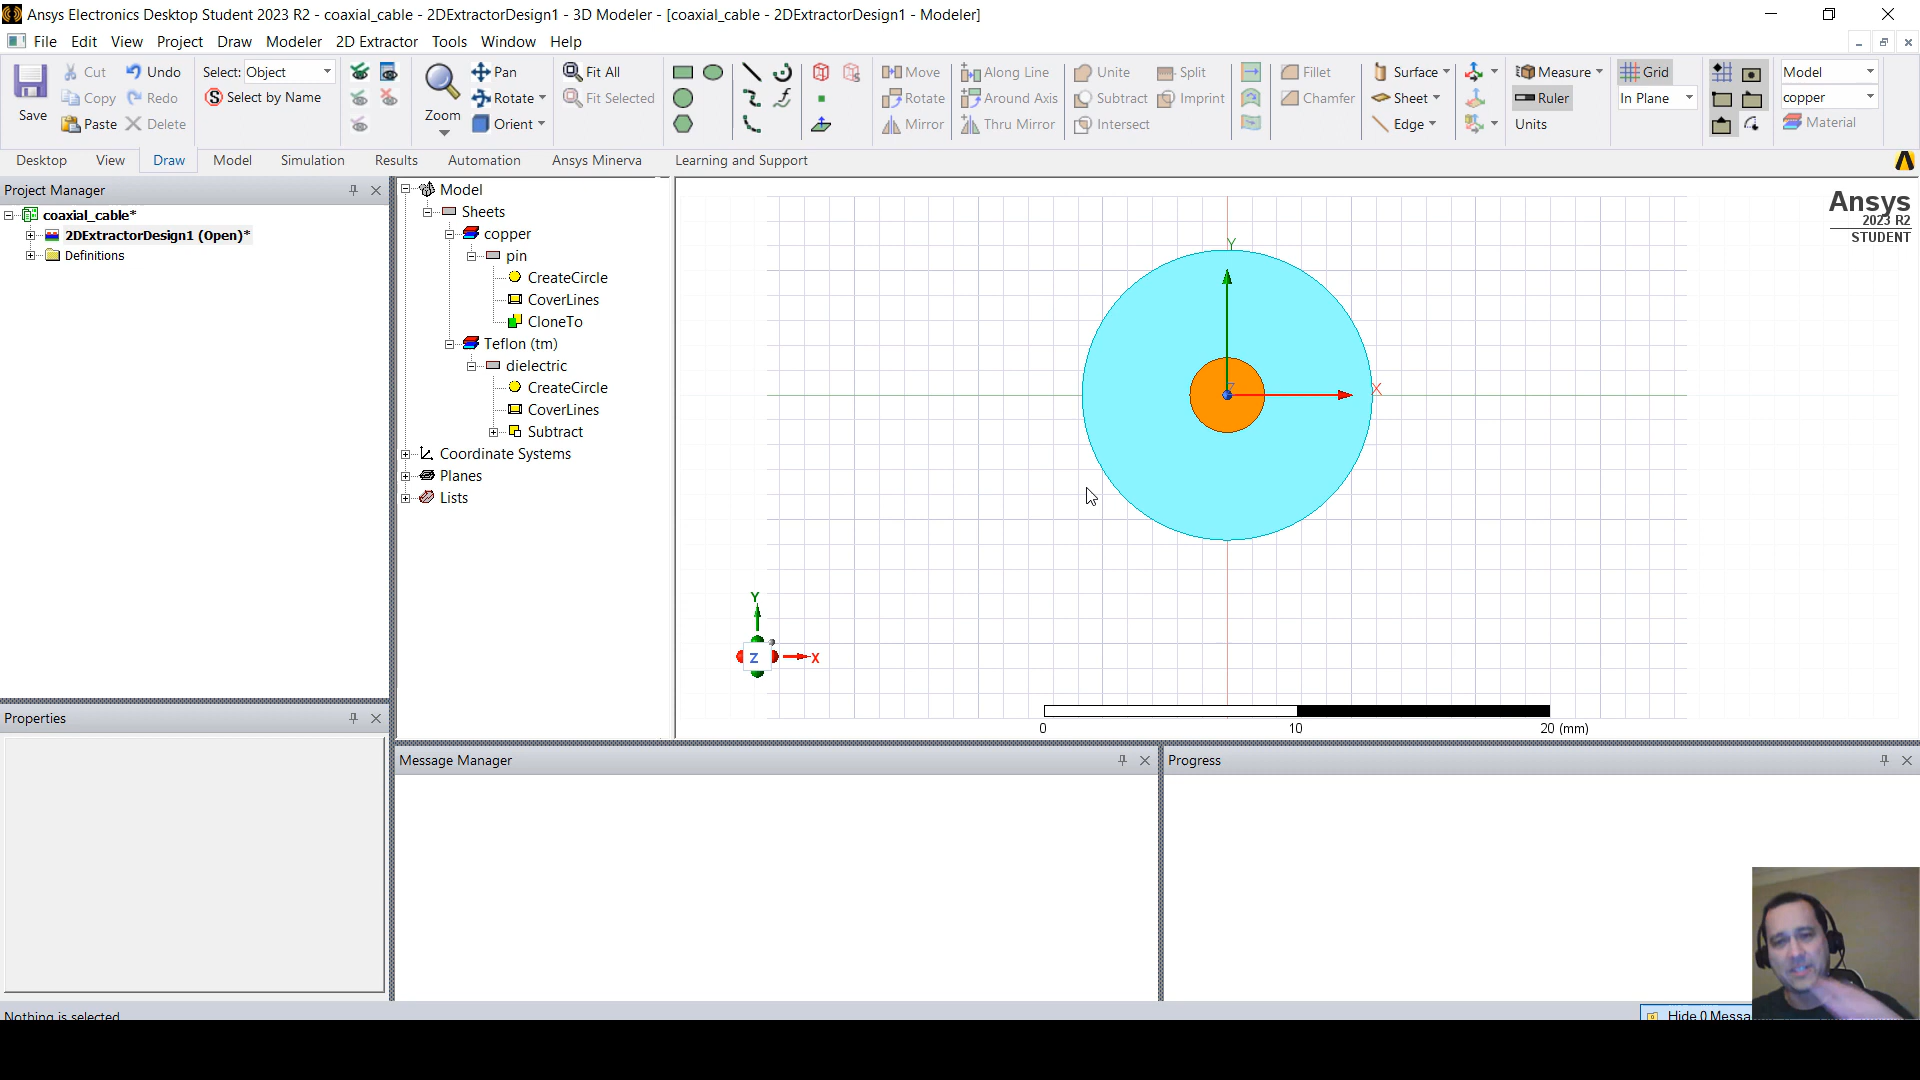 Ansys Electronics Desktop Student 2023 R2 - coaxial_cable - 2DExtractorDesign1 - 3D Modeler - [coaxial_cable - 2DExtractorDesign1 - Modeler]
File Edit View Project Draw Modeler 2D Extractor Tools Window Help
Save
Cut
Copy
Paste
Undo
Redo
Delete
Select: Object
Select by Name
Zoom
Pan
Rotate
Orient
Fit All
Fit Selected
Move
Rotate
Mirror
Along Line
Around Axis
Thru Mirror
Unite
Subtract
Intersect
Split
Imprint
Fillet
Chamfer
Surface
Sheet
Edge
Measure
Ruler
Units
Grid
In Plane
Model
copper
Material
Desktop View Draw Model Simulation Results Automation Ansys Minerva Learning and Support
Project Manager
coaxial_cable*
2DExtractorDesign1 (Open)*
Definitions
Model
Sheets
copper
pin
CreateCircle
CoverLines
CloneTo
Teflon (tm)
dielectric
CreateCircle
CoverLines
Subtract
Coordinate Systems
Planes
Lists
Ansys
2023 R2
STUDENT
Y
Z
X
Y
Z
X
0 10 20 (mm)
Properties
Message Manager
Progress
Nothing is selected
Hide 0 Messa